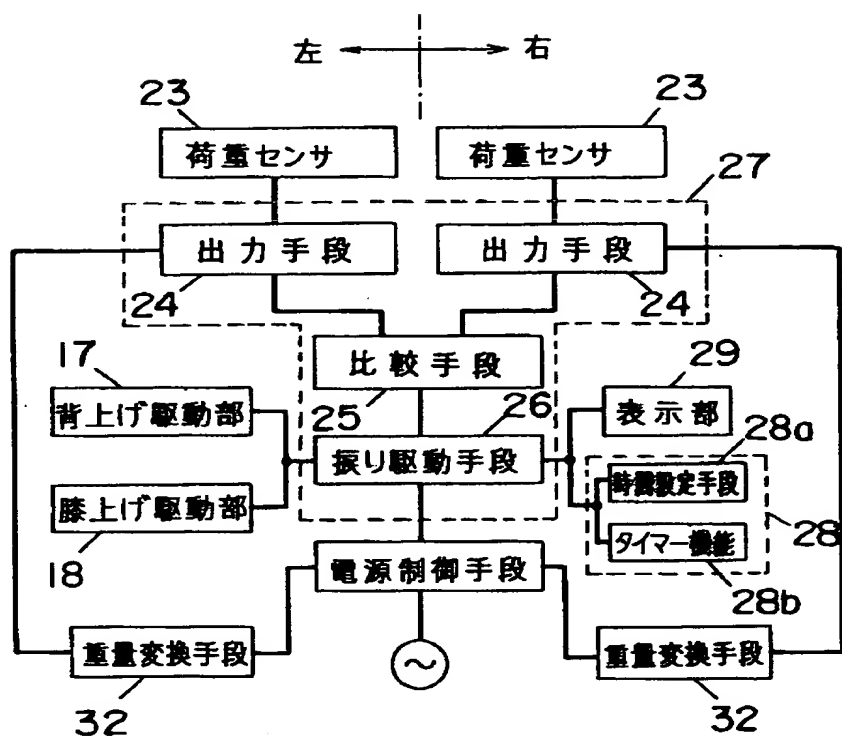 左 右
23 23
荷重センサ 荷重センサ
27
出力手段 出力手段
24 24
17 比較手段 29
25 26
背上げ駆動部 表示部
振り駆動手段 28a
膝上げ駆動部 時間設定手段
18 タイマー機能 28
電源制御手段 28b
重量変換手段 重量変換手段
32 32